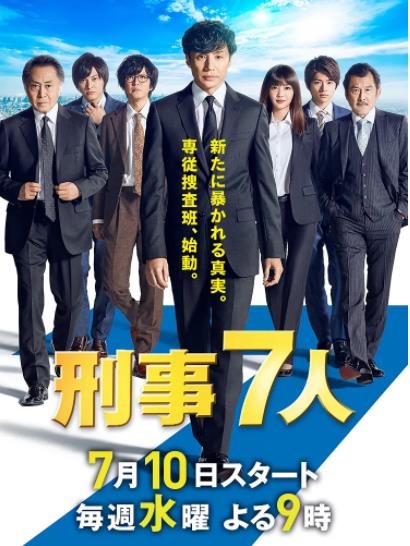 新たに暴かれる真実。
専従捜査班、始動。
刑事7人
7月10日スタート
毎週水曜 よる9時